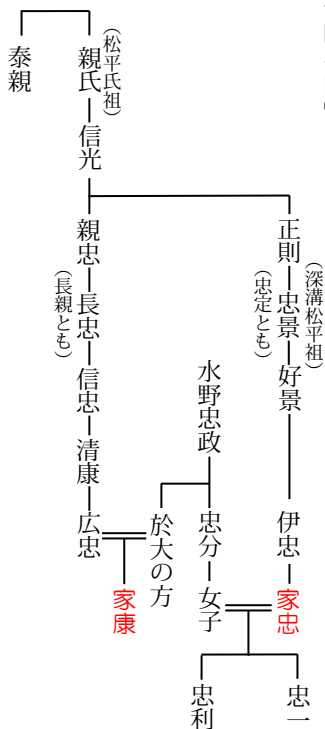 (松平氏祖)
親氏
泰親
信光
正則
(深溝松平祖)
忠景
(忠定とも)
好景
伊忠
家忠
親忠
長忠
(長親とも)
信忠
清康
広忠
水野忠政
忠分
女子
於大の方
家康
忠一
忠利